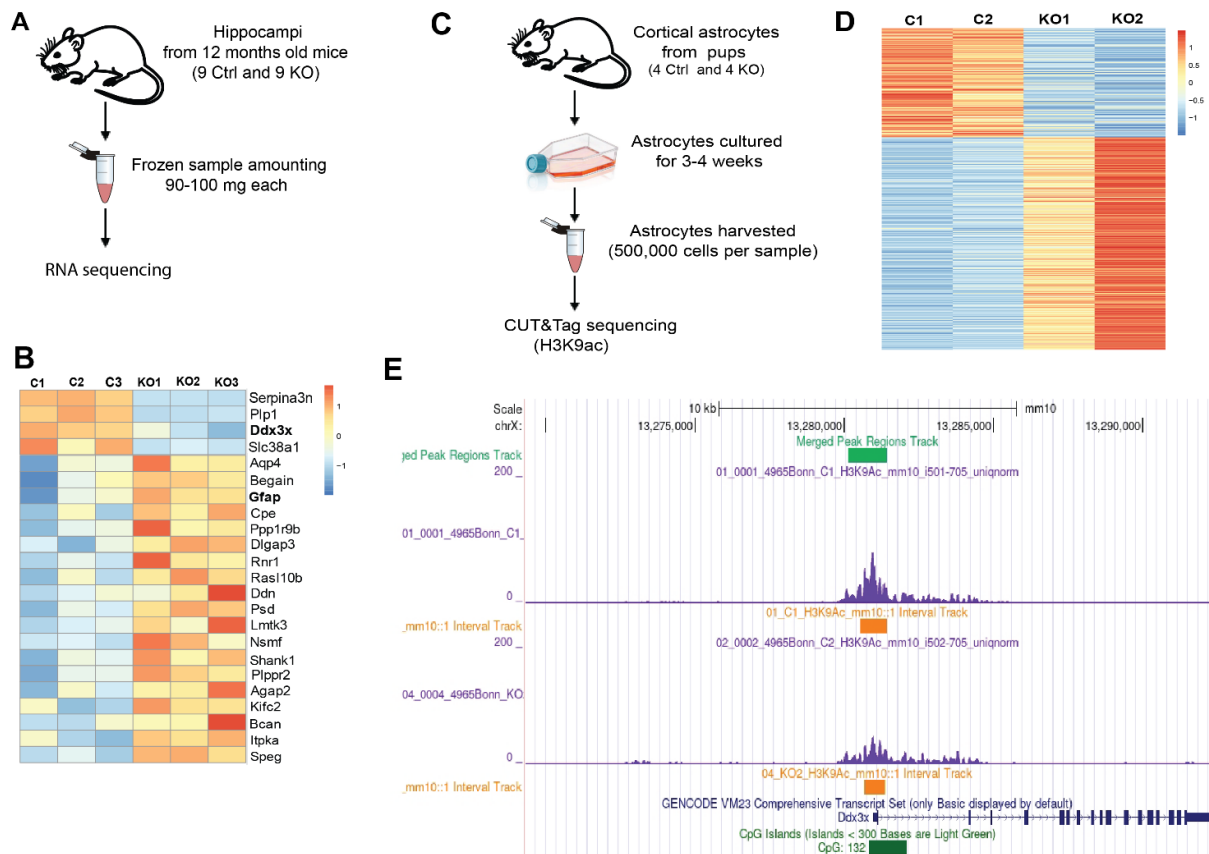 A
Hippocampi
from 12 months old mice
(9 Ctrl and 9 KO)
Frozen sample amounting
90-100 mg each
RNA sequencing
B
C1 C2 C3 KO1 KO2 KO3
Serpina3n
Plp1
Ddx3x
Slc38a1
Aqp4
Begain
Gfap
Cpe
Ppp1r9b
Dlgap3
Rnr1
Rasl10b
Ddn
Psd
Lmtk3
Nsmf
Shank1
Plppr2
Agap2
Kifc2
Bcan
Itpka
Speg
1
0
−1
C
Cortical astrocytes
from pups
(4 Ctrl and 4 KO)
Astrocytes cultured
for 3-4 weeks
Astrocytes harvested
(500,000 cells per sample)
CUT&Tag sequencing
(H3K9ac)
D
C1 C2 KO1 KO2
1
0.5
0
−0.5
−1
E
Scale 10 kb mm10
chrX: 13,275,000 13,280,000 13,285,000 13,290,000
Merged Peak Regions Track
ged Peak Regions Track
200 _ 01_0001_4965Bonn_C1_H3K9Ac_mm10_i501-705_uniqnorm
01_0001_4965Bonn_C1_
0 _
01_C1_H3K9Ac_mm10::1 Interval Track
_mm10::1 Interval Track
200 _ 02_0002_4965Bonn_C2_H3K9Ac_mm10_i502-705_uniqnorm
04_0004_4965Bonn_KO
0 _
04_KO2_H3K9Ac_mm10::1 Interval Track
_mm10::1 Interval Track
GENCODE VM23 Comprehensive Transcript Set (only Basic displayed by default)
Ddx3x
CpG Islands (Islands < 300 Bases are Light Green)
CpG: 132